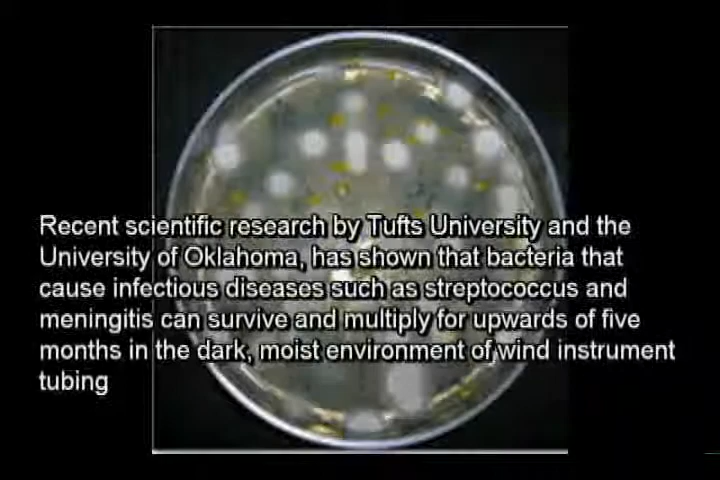 Recent scientific research by Tufts University and the
University of Oklahoma, has shown that bacteria that
cause infectious diseases such as streptococcus and
meningitis can survive and multiply for upwards of five
months in the dark, moist environment of wind instrument
tubing